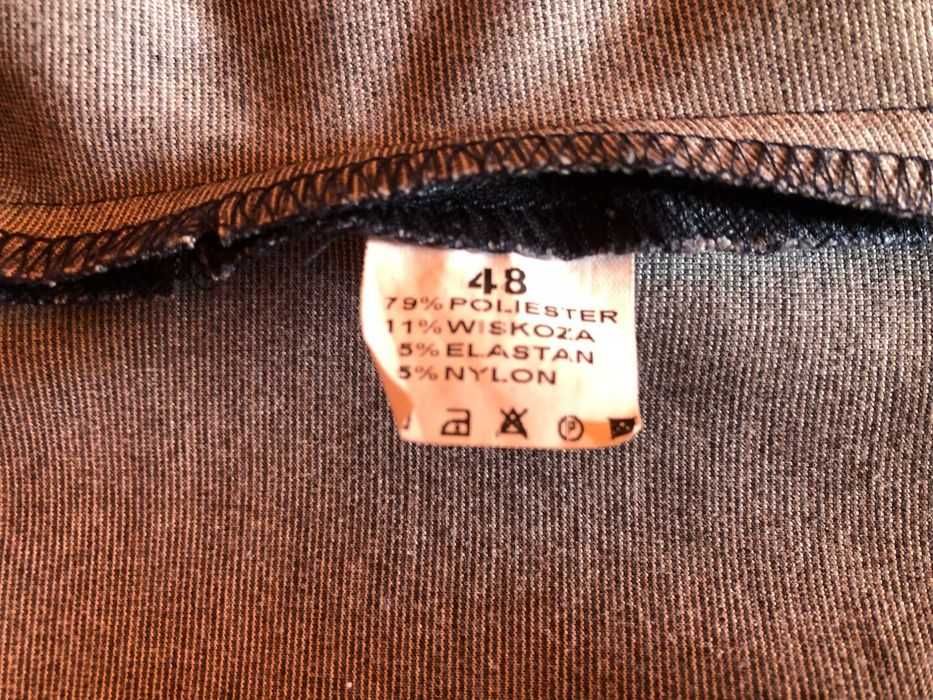 48
79% POLIESTER
11% WISKOZA
5% ELASTAN
5% NYLON
P